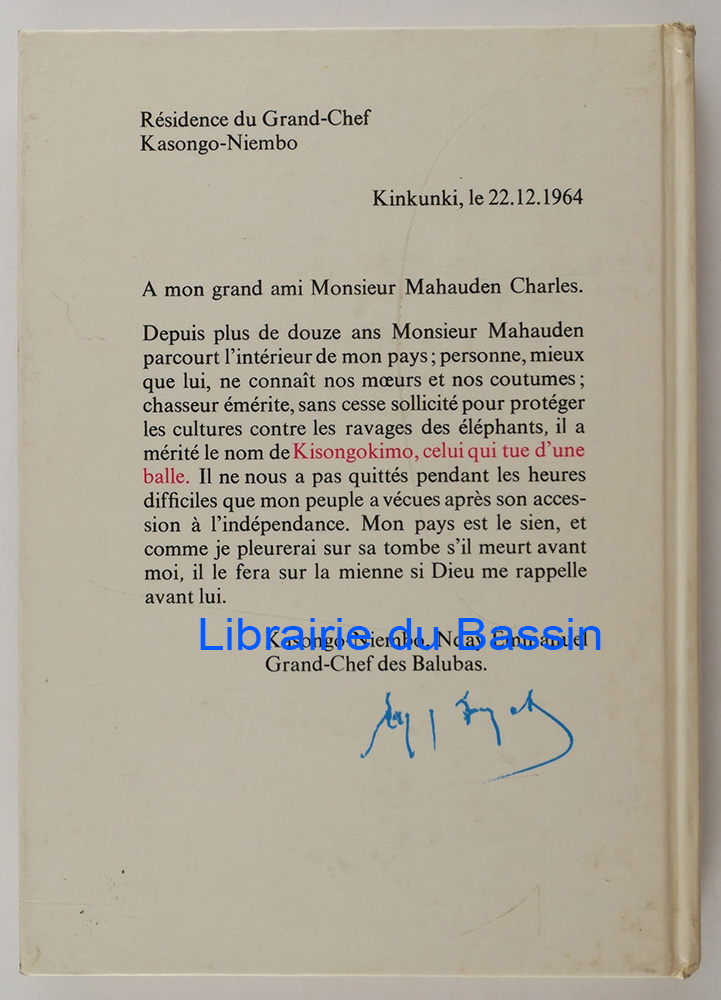 Résidence du Grand-Chef
Kasongo-Niembo
Kinkunki, le 22.12.1964
A mon grand ami Monsieur Mahauden Charles.
Depuis plus de douze ans Monsieur Mahauden
parcourt l'intérieur de mon pays ; personne, mieux
que lui, ne connaît nos mœurs et nos coutumes ;
chasseur émérite, sans cesse sollicité pour protéger
les cultures contre les ravages des éléphants, il a
mérité le nom de Kisongokimo, celui qui tue d'une
balle. Il ne nous a pas quittés pendant les heures
difficiles que mon peuple a vécues après son acces-
sion à l'indépendance. Mon pays est le sien, et
comme je pleurerai sur sa tombe s'il meurt avant
moi, il le fera sur la mienne si Dieu me rappelle
avant lui.
Librairie du Bassin
Kasongo-Niembo, Nday Emmanuel
Grand-Chef des Balubas.